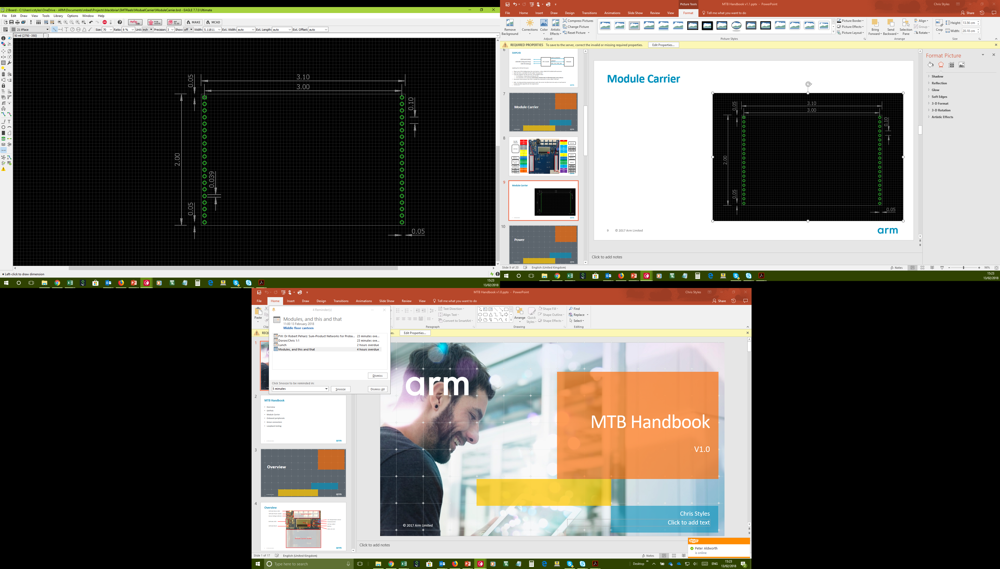 2 Board - C:\Users\cstyles\OneDrive - ARM\Documents\mbed\Projects\blackbriar\SMTReels\ModuelCarrier\ModuleCarrier.brd - EAGLE 7.7.0 Ultimate
File Edit Draw View Tools Library Options Window Help
design link
PCB QUOTE
IDF TO 3D
MAKE
MCAD
21 tPlace
Size: 70 Ratio: 8 % Unit: inch Precision: 3 Show: off Width: 5.11811 Ext. Width: auto Ext. Length: auto Ext. Offset: auto
50 mil (2750 -350)
3.10
3.00
0.05
0.10
2.00
0.039
0.05
0.05
Left-click to draw dimension
15:23
13/02/2018
Picture Tools
MTB Handbook v1.1.pptx - PowerPoint
Chris Styles
File Home Insert Draw Design Transitions Animations Slide Show Review View Format Tell me what you want to do
Share
Remove Background
Corrections
Color
Artistic Effects
Compress Pictures
Change Picture
Reset Picture
Adjust
Picture Styles
Picture Border
Picture Effects
Picture Layout
Bring Forward
Send Backward
Selection Pane
Align
Group
Rotate
Arrange
Crop
Height: 13.56 cm
Width: 20.18 cm
Size
REQUIRED PROPERTIES To save to the server, correct the invalid or missing required properties.
Edit Properties...
6
DAPLink
7
Module Carrier
arm
8
9
Module Carrier
arm
10
Power
arm
Module Carrier
3.10
3.00
0.05
0.10
2.00
0.05
0.05
9 © 2017 Arm Limited
arm
Format Picture
Shadow
Reflection
Glow
Soft Edges
3-D Format
3-D Rotation
Artistic Effects
Click to add notes
Slide 9 of 20 English (United Kingdom)
Notes
96%
15:23
13/02/2018
MTB Handbook v1.0.pptx - PowerPoint
Chris Styles
File Home Insert Draw Design Transitions Animations Slide Show Review View Tell me what you want to do
Share
Paste
Text Direction
Align Text
Convert to SmartArt
Paragraph
Arrange
Quick Styles
Shape Fill
Shape Outline
Shape Effects
Drawing
Find
Replace
Select
Editing
Edit Properties...
4 Reminder(s)
Modules, and this and that
11:00 13 February 2018
Middle floor canteen
FW: Dr Robert Peharz: Sum-Product Networks for Proba... 23 minutes ove...
Doron/Chris 1:1 23 minutes ove...
Lunch 2 hours overdue
Modules, and this and that 4 hours overdue
Dismiss
Click Snooze to be reminded in:
5 minutes
Snooze
Dismiss All
1
2
MTB Handbook
• Overview
• DAPlink
• Module Carrier
• Onboard peripherals
• Grove connectors
• Loopback testing
arm
3
Overview
arm
4
Overview
arm
arm
MTB Handbook
V1.0
Chris Styles
Click to add text
© 2017 Arm Limited
Click to add notes
Slide 1 of 17 English (United Kingdom)
Notes
skype
Peter Aldworth
is online
Type here to search
Desktop
ENG
15:23
13/02/2018
2